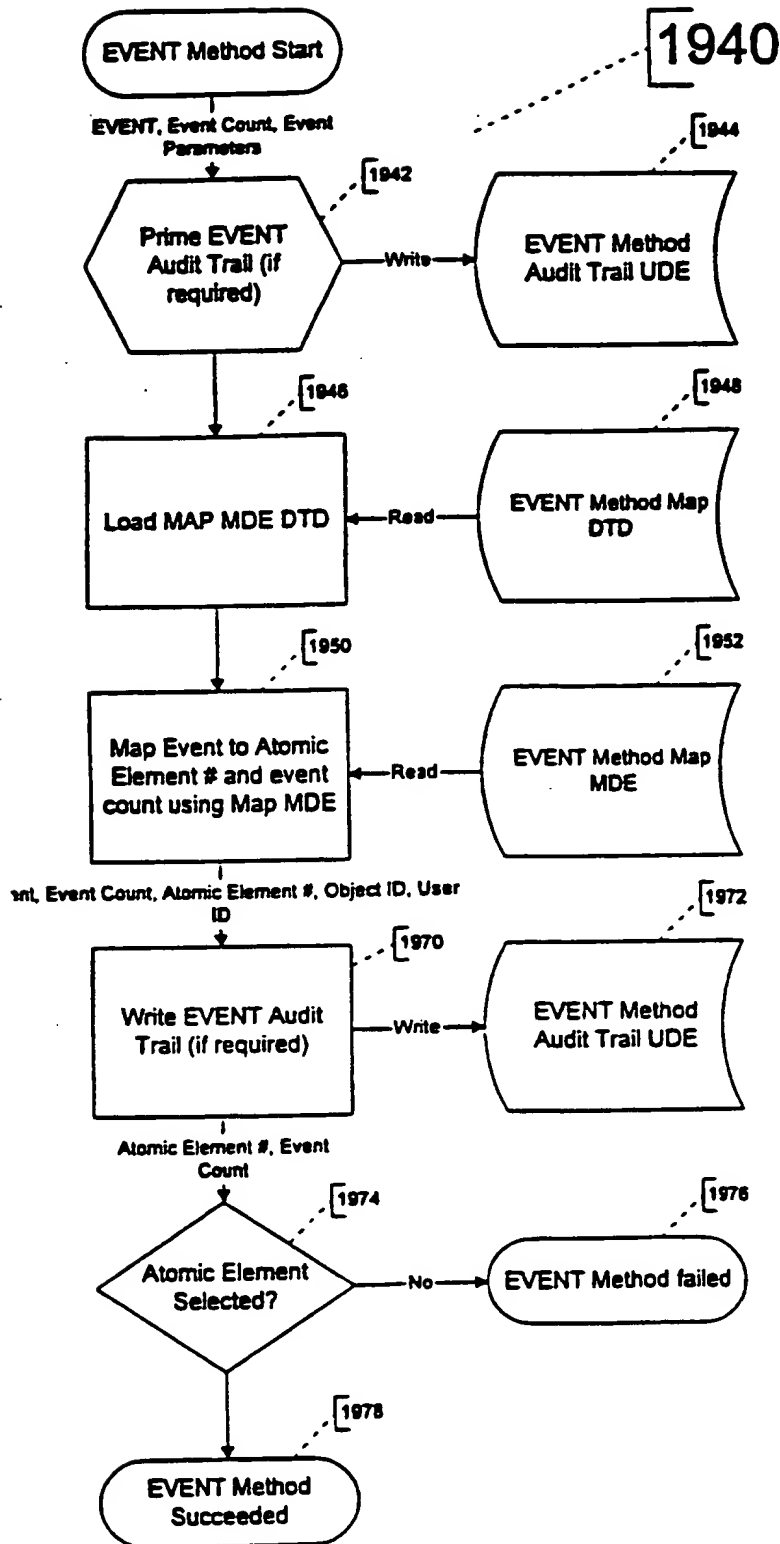 EVENT Method Start
1940
EVENT, Event Count, Event
Parameters
1942
1944
Prime EVENT
Audit Trail (if
required)
Write
EVENT Method
Audit Trail UDE
1946
1948
Load MAP MDE DTD
Read
EVENT Method Map
DTD
1950
1952
Map Event to Atomic
Element # and event
count using Map MDE
Read
EVENT Method Map
MDE
Event Count, Atomic Element #, Object ID, User
ID
1970
1972
Write EVENT Audit
Trail (if required)
Write
EVENT Method
Audit Trail UDE
Atomic Element #, Event
Count
1974
1976
Atomic Element
Selected?
No
EVENT Method failed
1978
EVENT Method
Succeeded